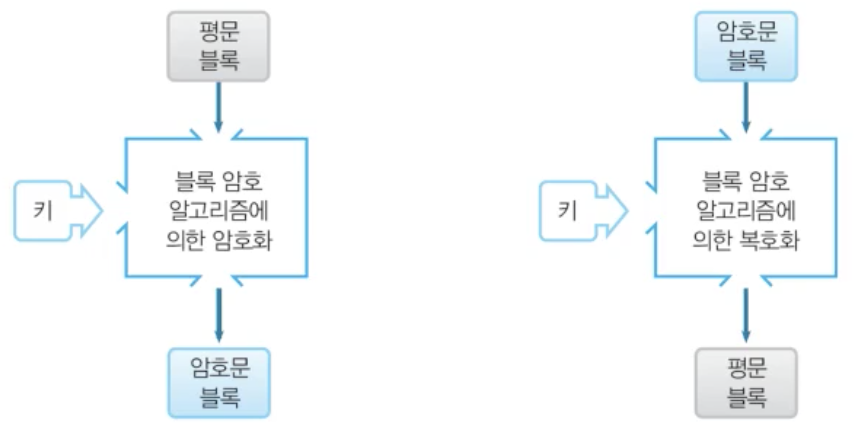 평문
블록
키
블록 암호
알고리즘에
의한 암호화
암호문
블록
암호문
블록
키
블록 암호
알고리즘에
의한 복호화
평문
블록